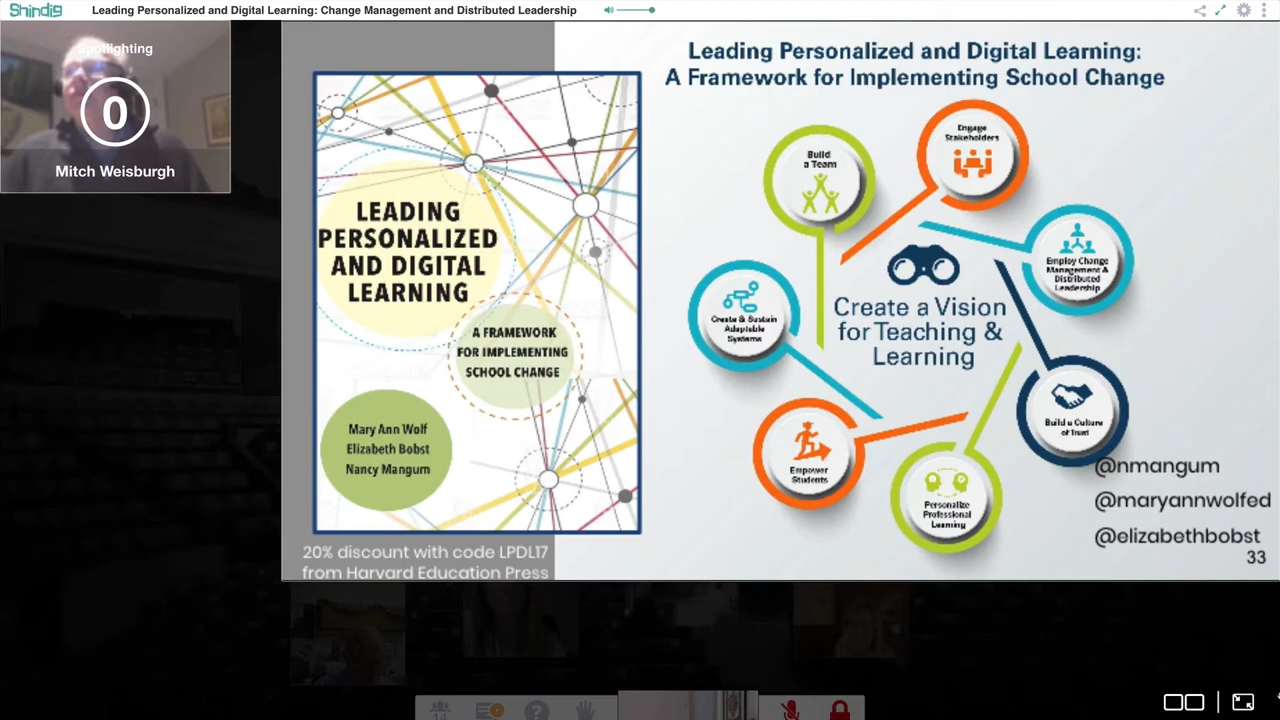 Shindig
Leading Personalized and Digital Learning: Change Management and Distributed Leadership
Spotlighting
0
Mitch Weisburgh
Leading Personalized and Digital Learning:
A Framework for Implementing School Change
LEADING
PERSONALIZED
AND DIGITAL
LEARNING
A FRAMEWORK
FOR IMPLEMENTING
SCHOOL CHANGE
Mary Ann Wolf
Elizabeth Bobst
Nancy Mangum
20% discount with code LPDL17
from Harvard Education Press
Build
a Team
Engage
Stakeholders
Employ Change
Management &
Distributed
Leadership
Create & Sustain
Adaptable
Systems
Create a Vision
for Teaching &
Learning
Build a Culture
of Trust
Empower
Students
Personalize
Professional
Learning
@nmangum
@maryannwolfed
@elizabethbobst
33